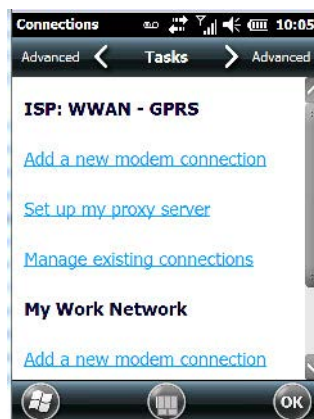 Connections 10:05
Advanced Tasks Advanced
ISP: WWAN - GPRS
Add a new modem connection
Set up my proxy server
Manage existing connections
My Work Network
Add a new modem connection
OK